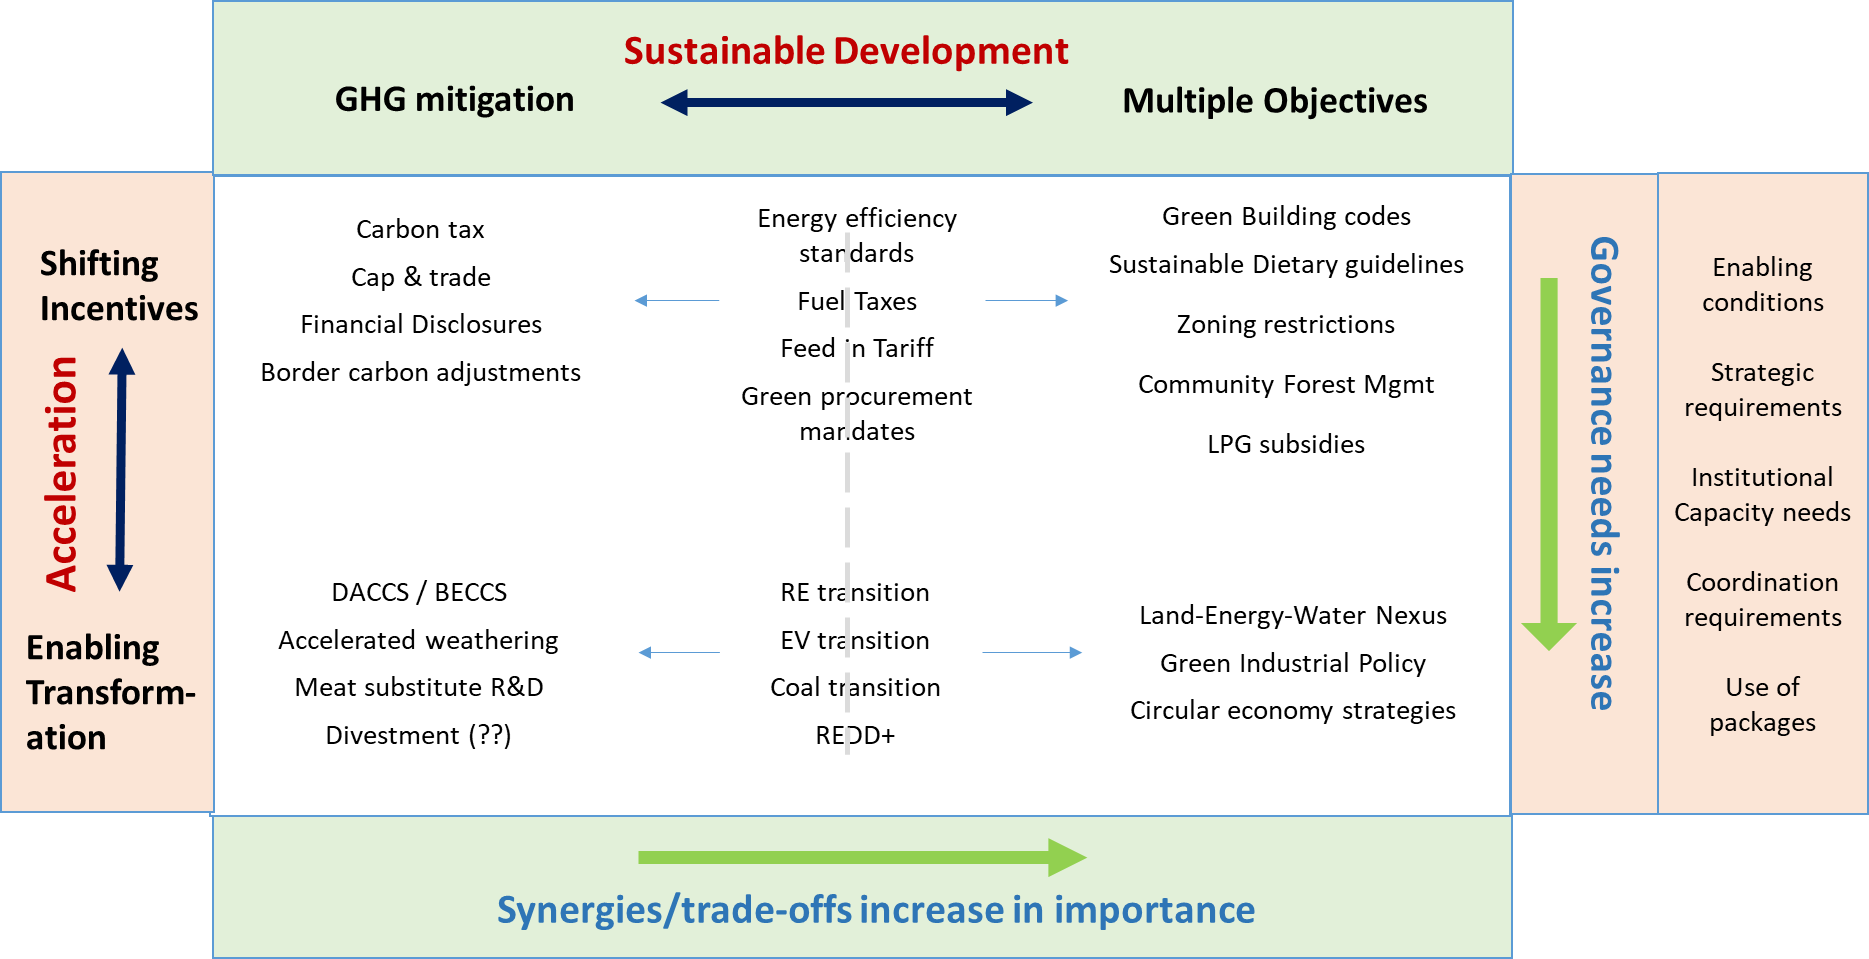 Sustainable Development
GHG mitigation
Multiple Objectives
Shifting
Incentives
Acceleration
Enabling
Transform-
ation
Carbon tax
Cap & trade
Financial Disclosures
Border carbon adjustments
Energy efficiency
standards
Fuel Taxes
Feed in Tariff
Green procurement
mandates
Green Building codes
Sustainable Dietary guidelines
Zoning restrictions
Community Forest Mgmt
LPG subsidies
DACCS / BECCS
Accelerated weathering
Meat substitute R&D
Divestment (??)
RE transition
EV transition
Coal transition
REDD+
Land-Energy-Water Nexus
Green Industrial Policy
Circular economy strategies
Governance needs increase
Enabling
conditions
Strategic
requirements
Institutional
Capacity needs
Coordination
requirements
Use of
packages
Synergies/trade-offs increase in importance